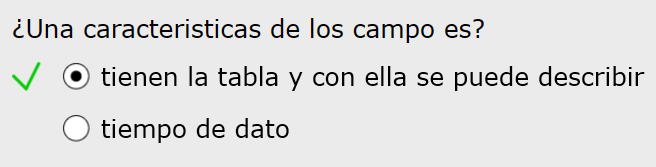 ¿Una caracteristicas de los campo es?
tienen la tabla y con ella se puede describir
tiempo de dato